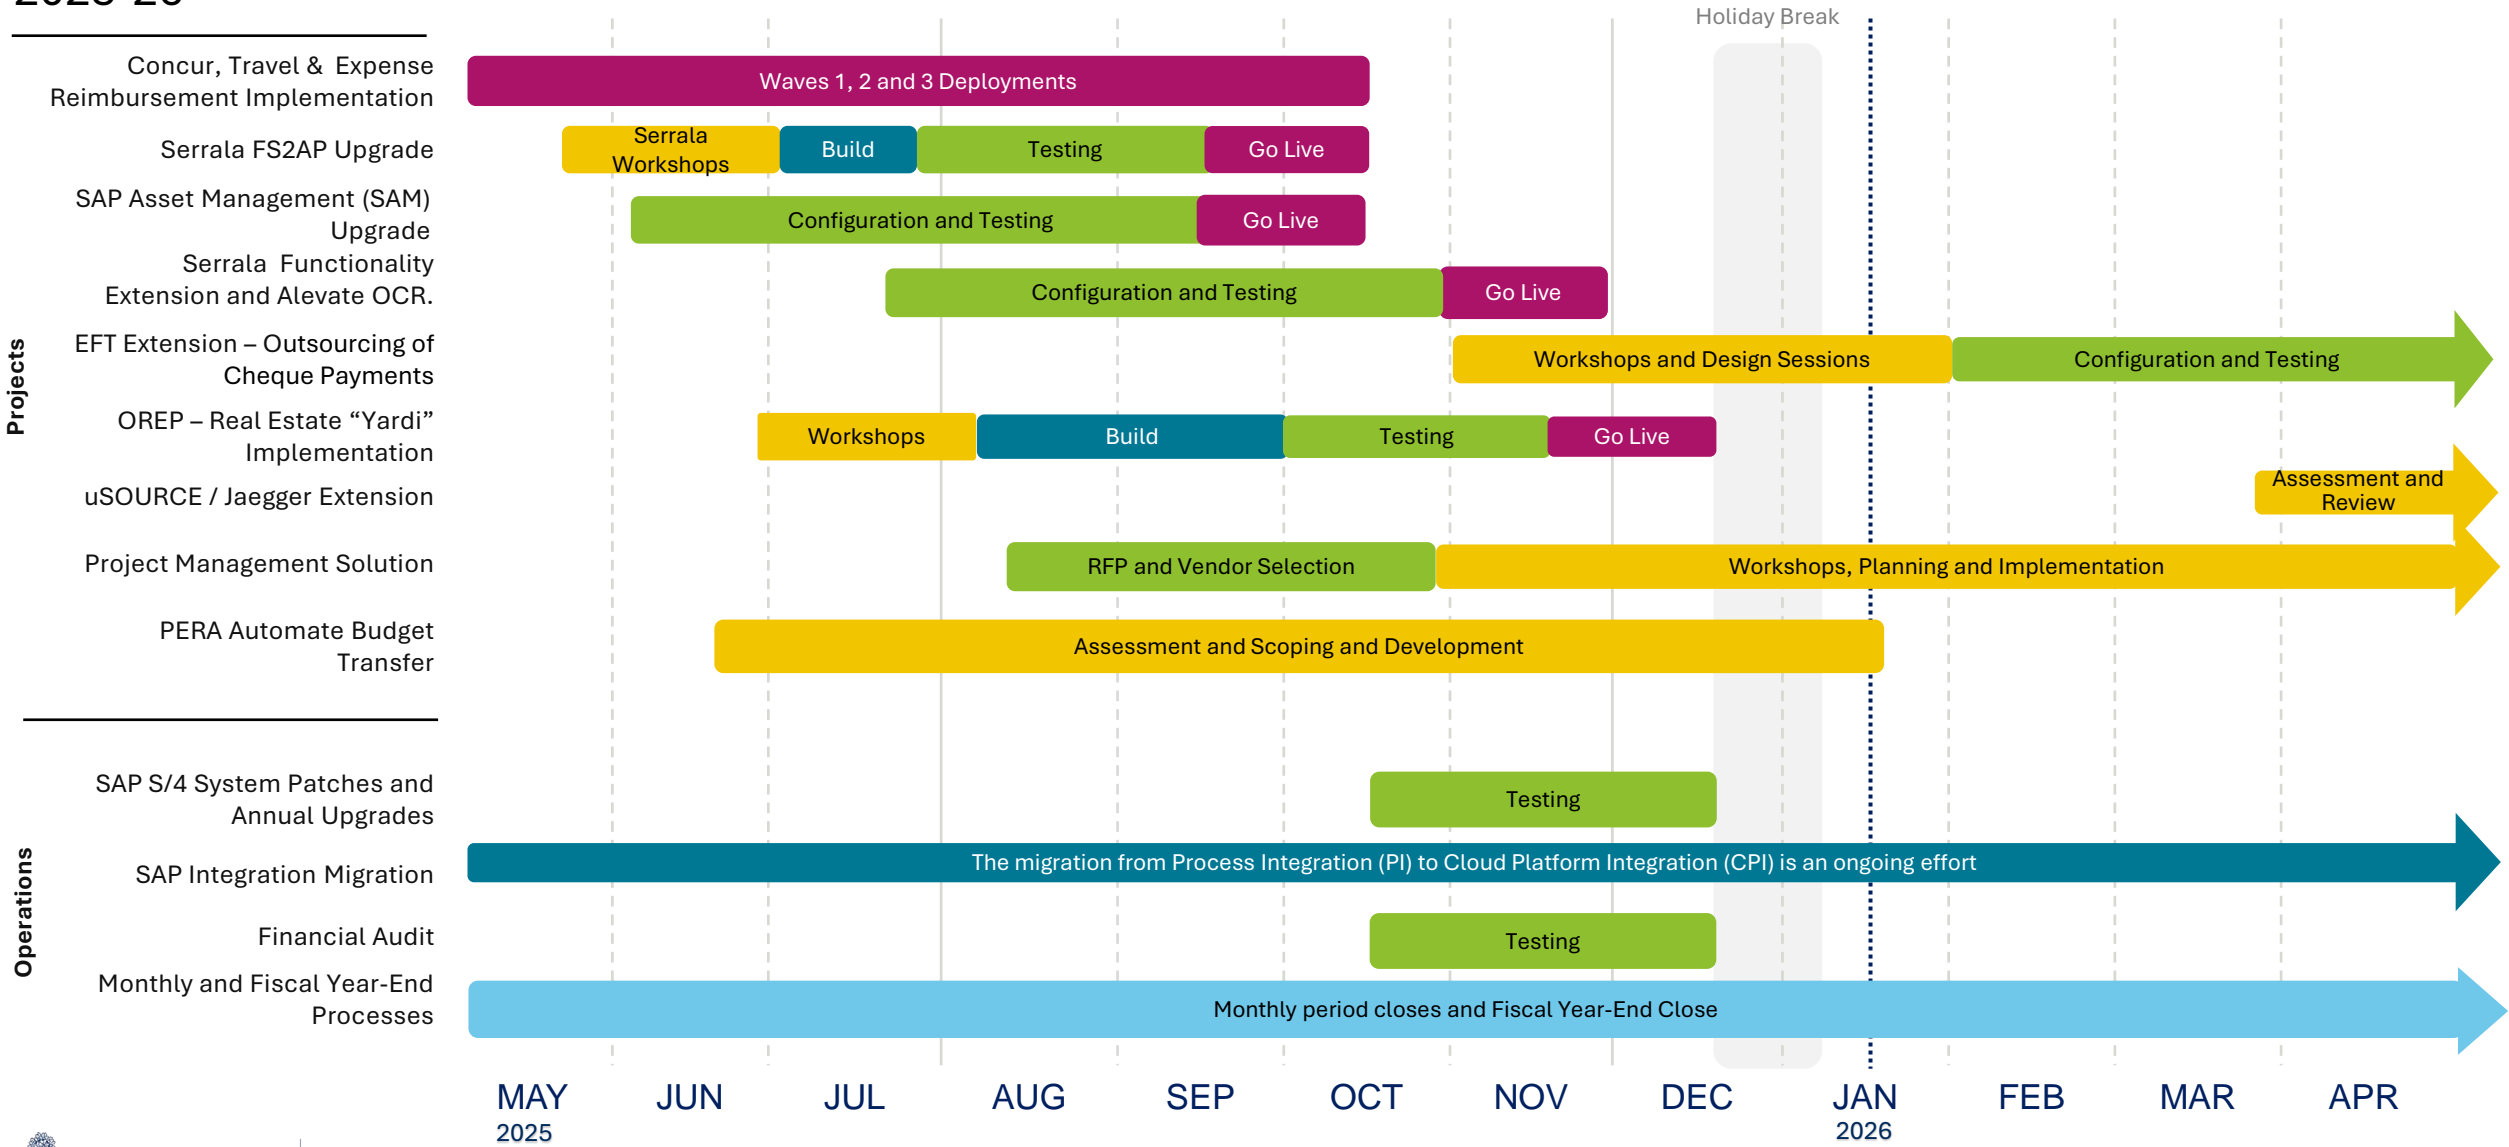 Holiday Break
Concur, Travel & Expense
Reimbursement Implementation
Waves 1, 2 and 3 Deployments
Serrala FS2AP Upgrade
Serrala
Workshops
Build
Testing
Go Live
SAP Asset Management (SAM)
Upgrade
Configuration and Testing
Go Live
Serrala Functionality
Extension and Alevate OCR.
Configuration and Testing
Go Live
Projects
EFT Extension – Outsourcing of
Cheque Payments
Workshops and Design Sessions
Configuration and Testing
OREP – Real Estate “Yardi”
Implementation
Workshops
Build
Testing
Go Live
uSOURCE / Jaegger Extension
Assessment and
Review
Project Management Solution
RFP and Vendor Selection
Workshops, Planning and Implementation
PERA Automate Budget
Transfer
Assessment and Scoping and Development
Operations
SAP S/4 System Patches and
Annual Upgrades
Testing
SAP Integration Migration
The migration from Process Integration (PI) to Cloud Platform Integration (CPI) is an ongoing effort
Financial Audit
Testing
Monthly and Fiscal Year-End
Processes
Monthly period closes and Fiscal Year-End Close
MAY JUN JUL AUG SEP OCT NOV DEC JAN FEB MAR APR
2025 2026